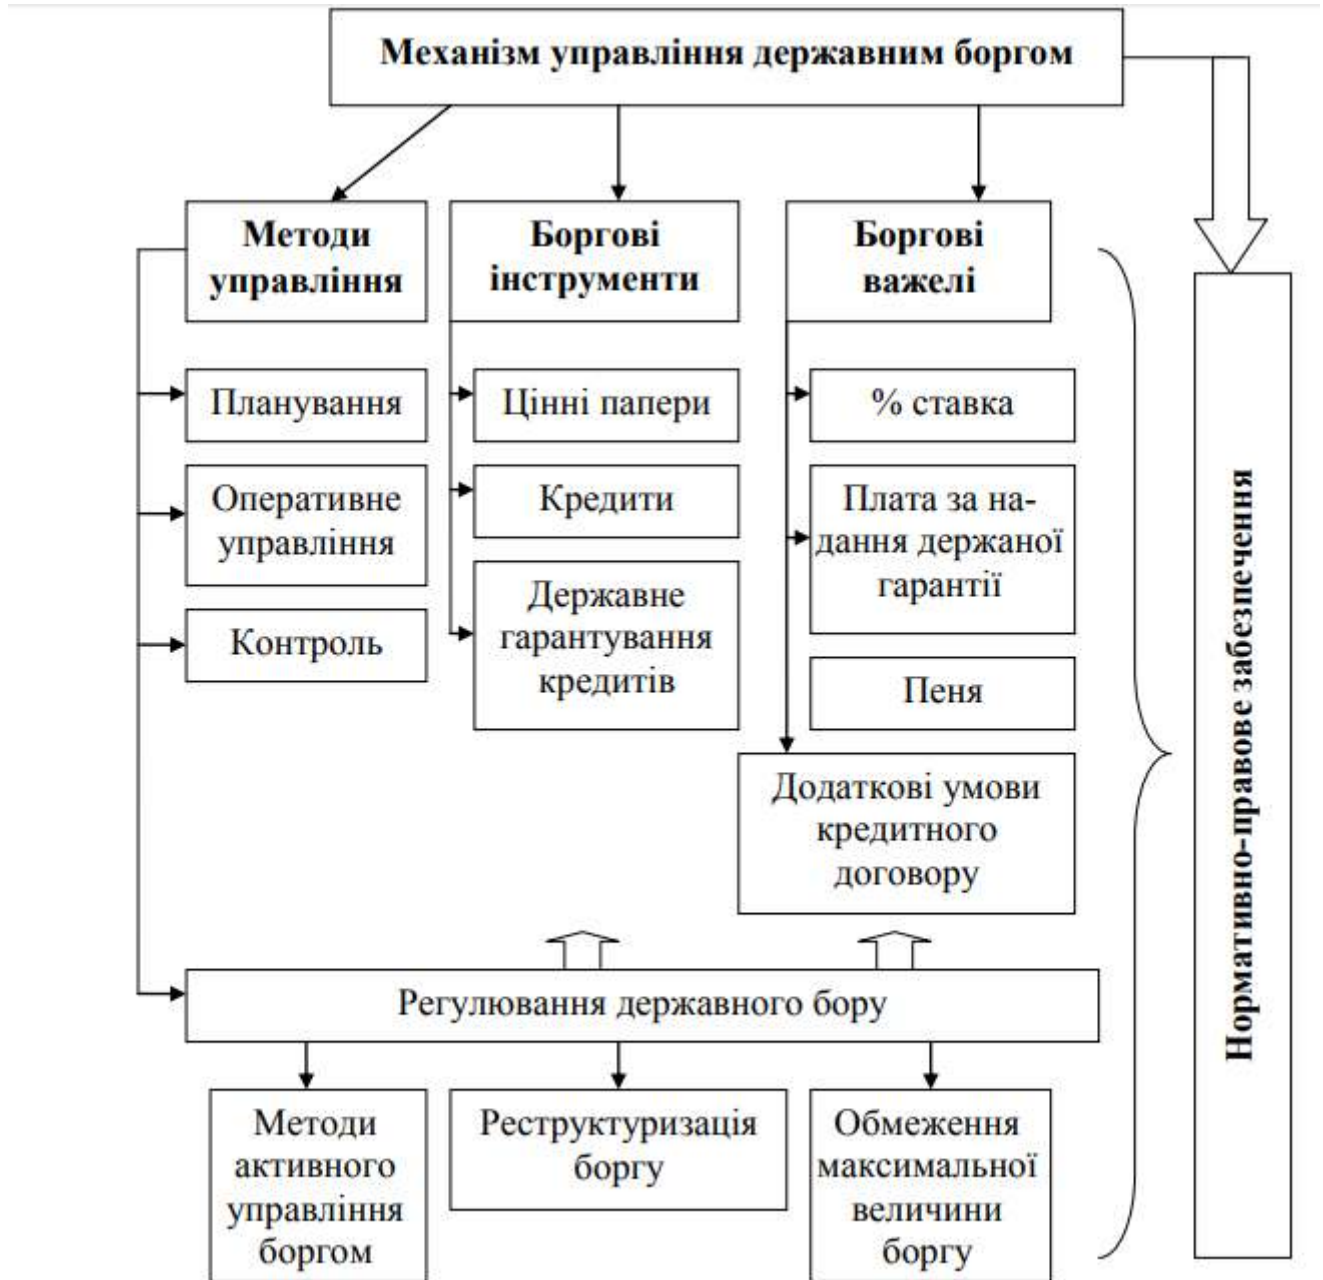 Механізм управління державним боргом
Методи
управління
Боргові
інструменти
Боргові
важелі
Планування
Цінні папери
% ставка
Оперативне
управління
Кредити
Плата за на-
дання держаної
гарантії
Контроль
Державне
гарантування
кредитів
Пеня
Додаткові умови
кредитного
договору
Регулювання державного бору
Методи
активного
управління
боргом
Реструктуризація
боргу
Обмеження
максимальної
величини
боргу
Нормативно-правове забезпечення